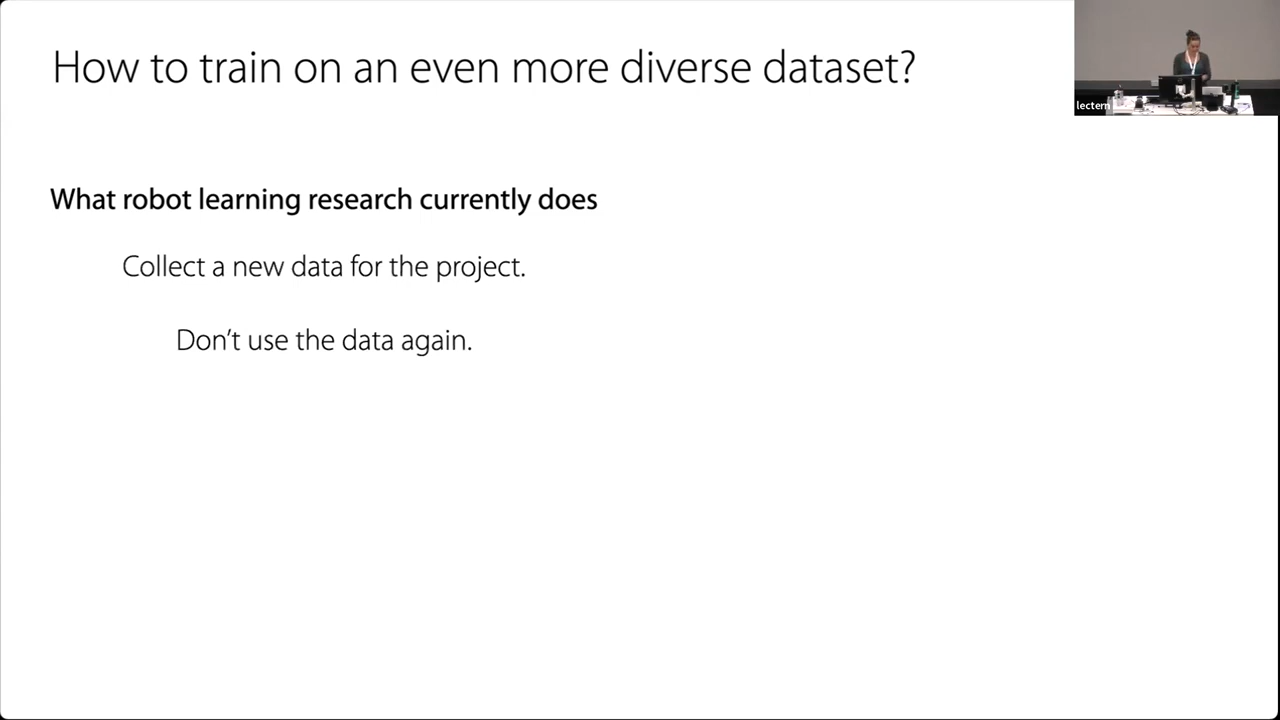 How to train on an even more diverse dataset?
lectern
What robot learning research currently does
Collect a new data for the project.
Don't use the data again.